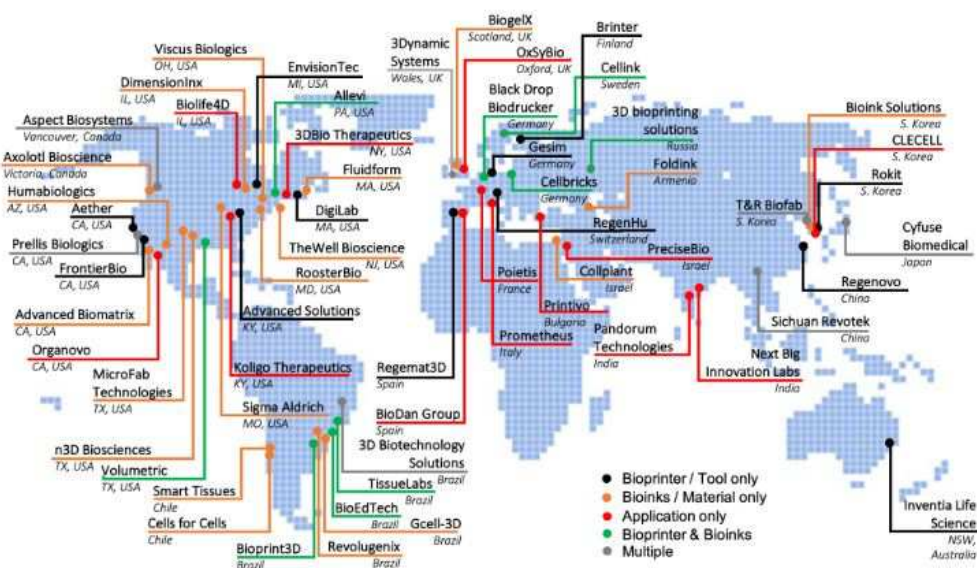 Viscus Biologics
OH, USA
DimensionInx
IL, USA
Biolife4D
IL, USA
Aspect Biosystems
Vancouver, Canada
Axolotl Bioscience
Victoria, Canada
Humabiologics
AZ, USA
Aether
CA, USA
Prellis Biologics
CA, USA
FrontierBio
CA, USA
Advanced Biomatrix
CA, USA
Organovo
CA, USA
MicroFab
Technologies
TX, USA
n3D Biosciences
TX, USA
Volumetric
TX, USA
Smart Tissues
Chile
Cells for Cells
Chile
Bioprint3D
Brazil
EnvisionTec
MI, USA
Allevi
PA, USA
3DBio Therapeutics
NY, USA
Fluidform
MA, USA
DigiLab
MA, USA
TheWell Bioscience
NJ, USA
RoosterBio
MD, USA
Advanced Solutions
KY, USA
Koligo Therapeutics
KY, USA
Sigma Aldrich
MO, USA
3D Biotechnology
Solutions
Brazil
TissueLabs
Brazil
BioEdTech
Brazil
Gcell-3D
Brazil
Revolugenix
Brazil
3Dynamic
Systems
Wales, UK
BiogelX
Scotland, UK
OxSyBio
Oxford, UK
Black Drop
Biodrucker
Germany
Gesim
Germany
Cellbricks
Germany
Brinter
Finland
Cellink
Sweden
3D bioprinting
solutions
Russia
Foldink
Armenia
RegenHu
Switzerland
PreciseBio
Israel
Collplant
Israel
Poietis
France
Printivo
Bulgaria
Prometheus
Italy
Regemat3D
Spain
BioDan Group
Spain
Pandorum
Technologies
India
Next Big
Innovation Labs
India
Bioink Solutions
S. Korea
CLECELL
S. Korea
Rokit
S. Korea
T&R Biofab
S. Korea
Cyfuse
Biomedical
Japan
Regenovo
China
Sichuan Revotek
China
Inventia Life
Science
NSW,
Australia
Bioprinter / Tool only
Bioinks / Material only
Application only
Bioprinter & Bioinks
Multiple